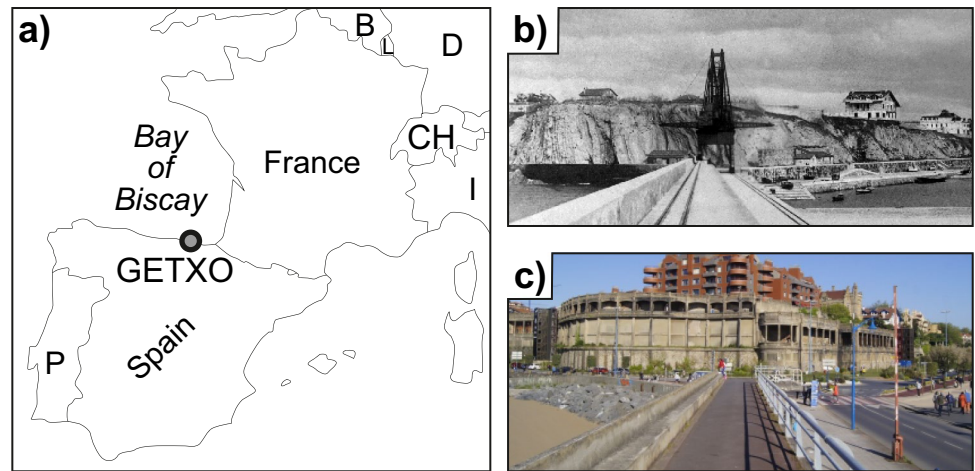 a)
B
L
D
CH
Bay
of
Biscay
France
I
GETXO
P
Spain
b)
c)